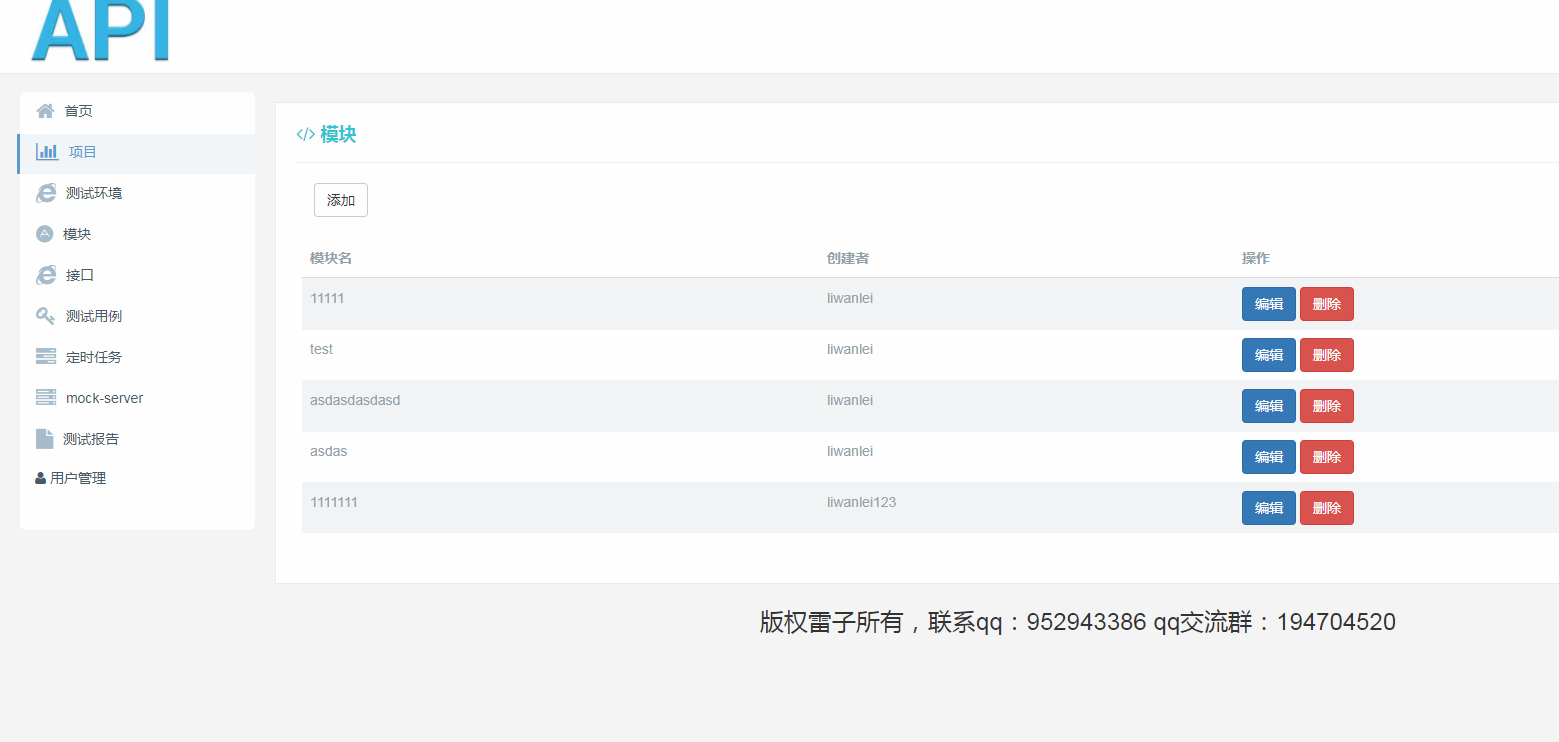 API
首页
项目
测试环境
模块
接口
测试用例
定时任务
mock-server
测试报告
用户管理
</> 模块
添加
模块名 创建者 操作
11111 liwanlei 编辑 删除
test liwanlei 编辑 删除
asdasdasdasd liwanlei 编辑 删除
asdas liwanlei 编辑 删除
1111111 liwanlei123 编辑 删除
版权雷子所有，联系qq：952943386 qq交流群：194704520